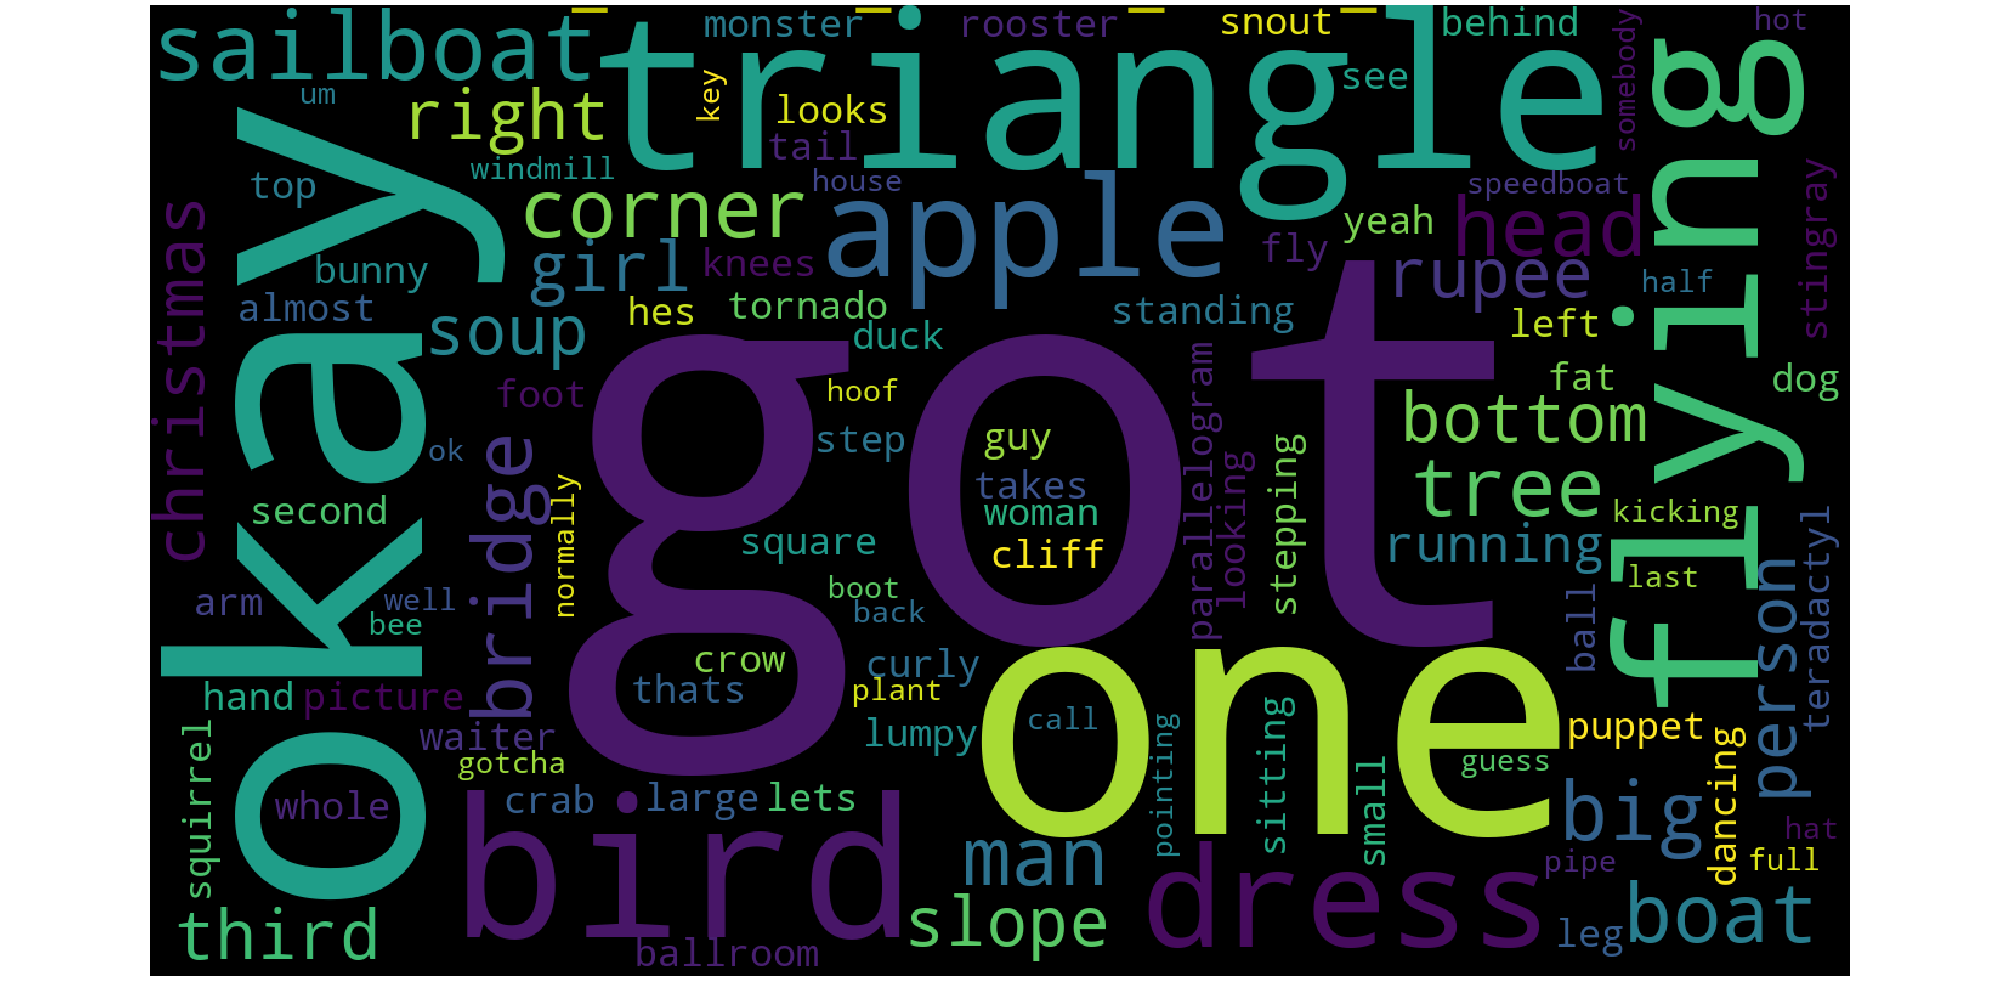 sailboat
triangle
monster
rooster
snout
behind
somebody
hot
um
right
key
looks
see
flying
okay
top
windmill
tail
house
speedboat
stingray
christmas
corner
apple
yeah
head
bunny
girl
knees
fly
rupee
half
almost
soup
hes
tornado
duck
standing
left
got
foot
hoof
parallelogram
fat
dog
bottom
ok
bridge
step
guy
looking
stepping
tree
second
normally
takes
woman
kicking
square
cliff
running
teradactyl
arm
well
bee
boot
back
ball
last
person
hand
picture
crow
thats
curly
plant
one
squirrel
waiter
lumpy
call
pointing
sitting
small
puppet
gotcha
guess
dancing
whole
crab
large
lets
big
hat
bird
man
dress
pipe
full
third
slope
boat
ballroom
leg